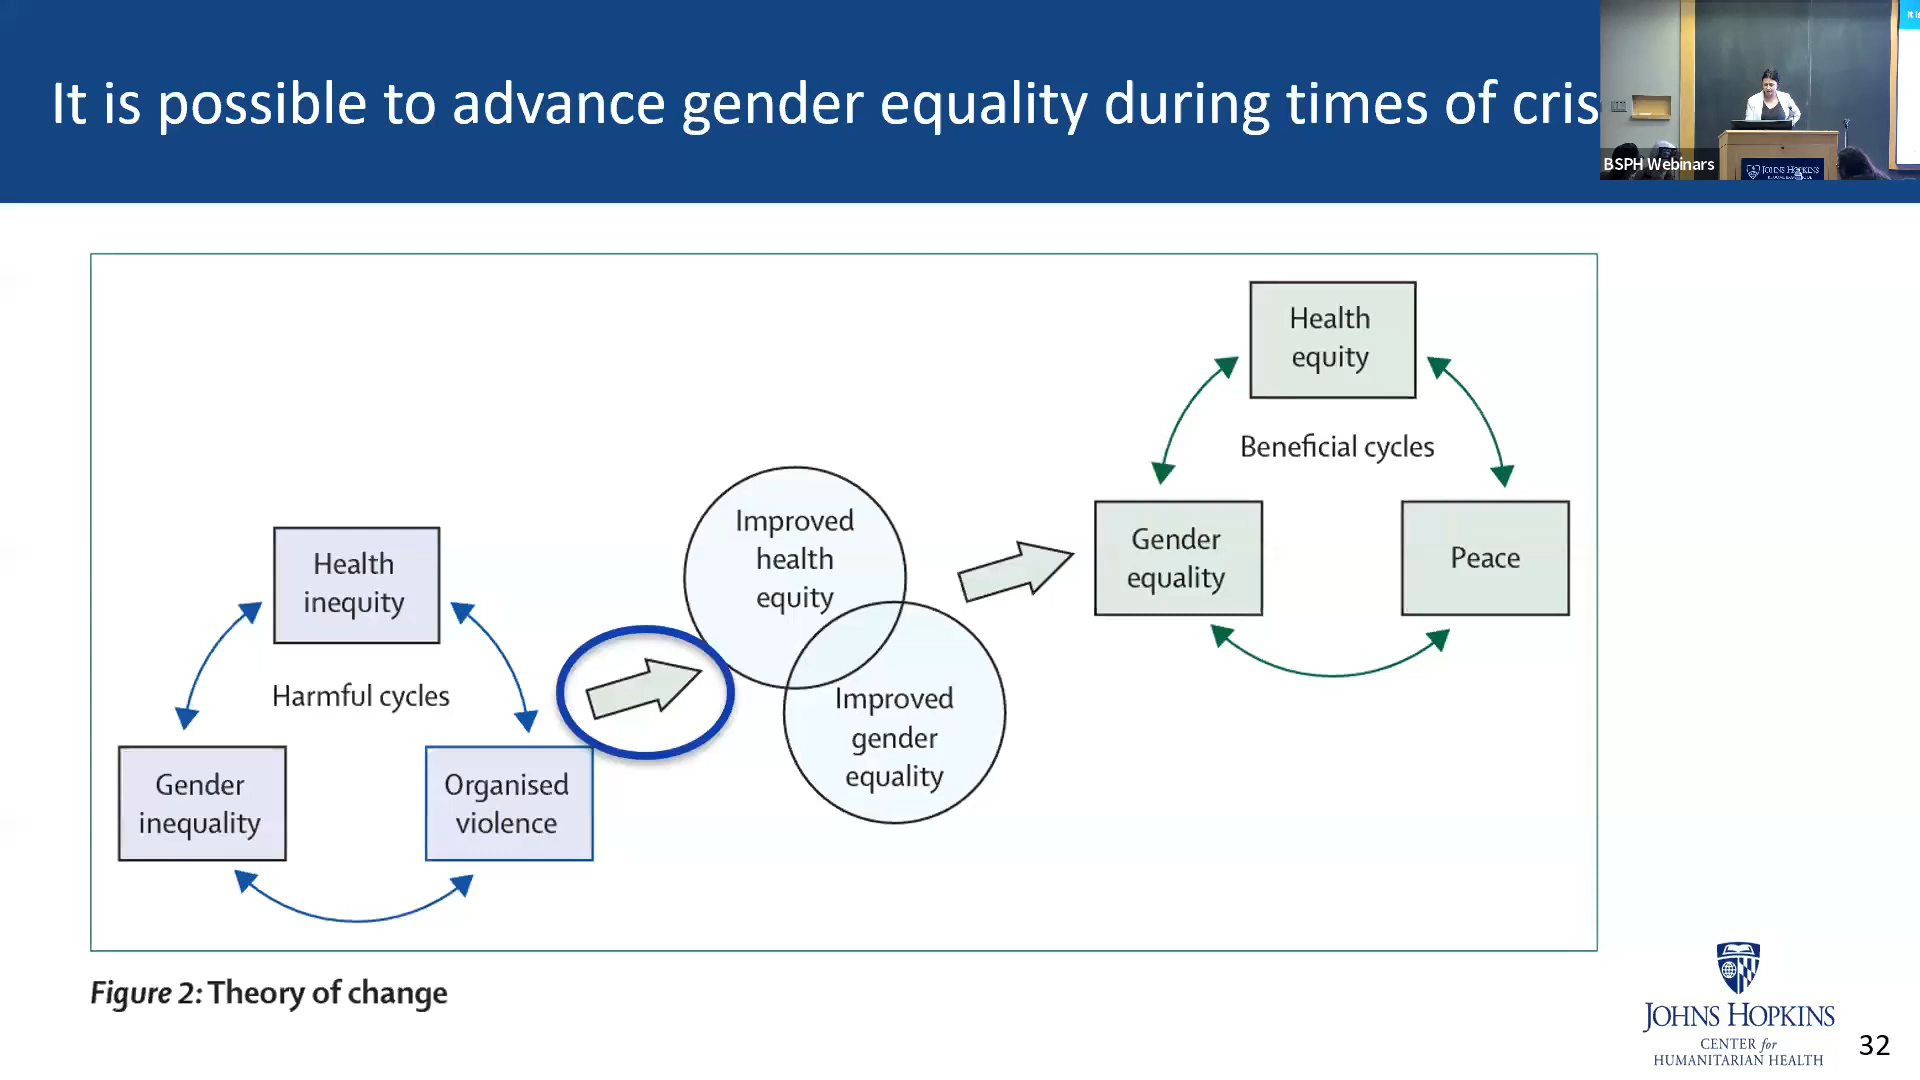 It is possible to advance gender equality during times of cris
BSPH Webinars
JOHNS HOPKINS
Health
equity
Beneficial cycles
Gender
equality
Peace
Improved
health
equity
Improved
gender
equality
Health
inequity
Harmful cycles
Gender
inequality
Organised
violence
Figure 2: Theory of change
JOHNS HOPKINS
CENTER for
HUMANITARIAN HEALTH
32